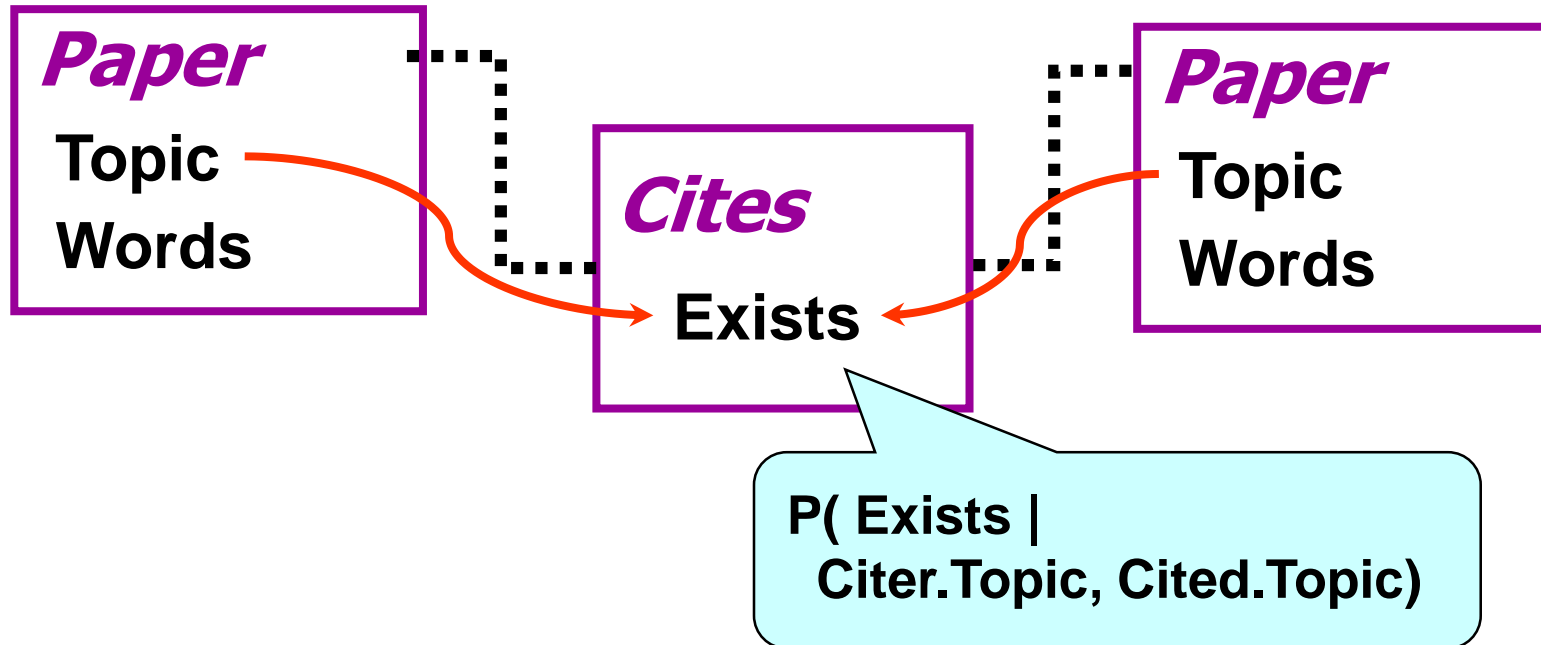 Paper
Topic
Words
Cites
Exists
Paper
Topic
Words
P( Exists |
Citer.Topic, Cited.Topic)